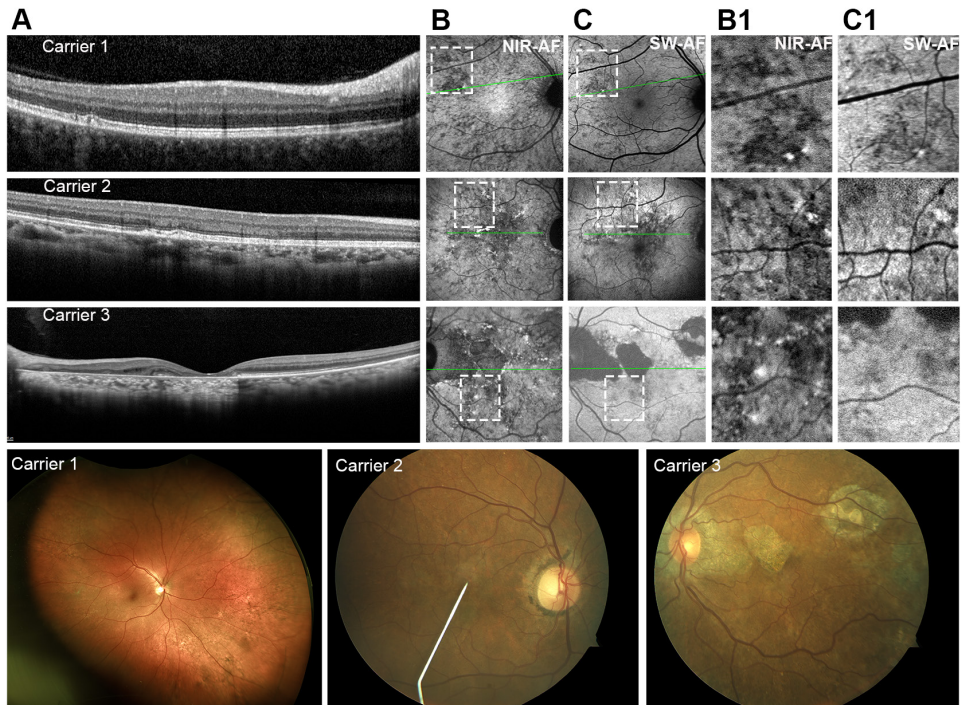 A
B
C
B1
C1
Carrier 1
NIR-AF
SW-AF
NIR-AF
SW-AF
Carrier 2
Carrier 3
Carrier 1
Carrier 2
Carrier 3